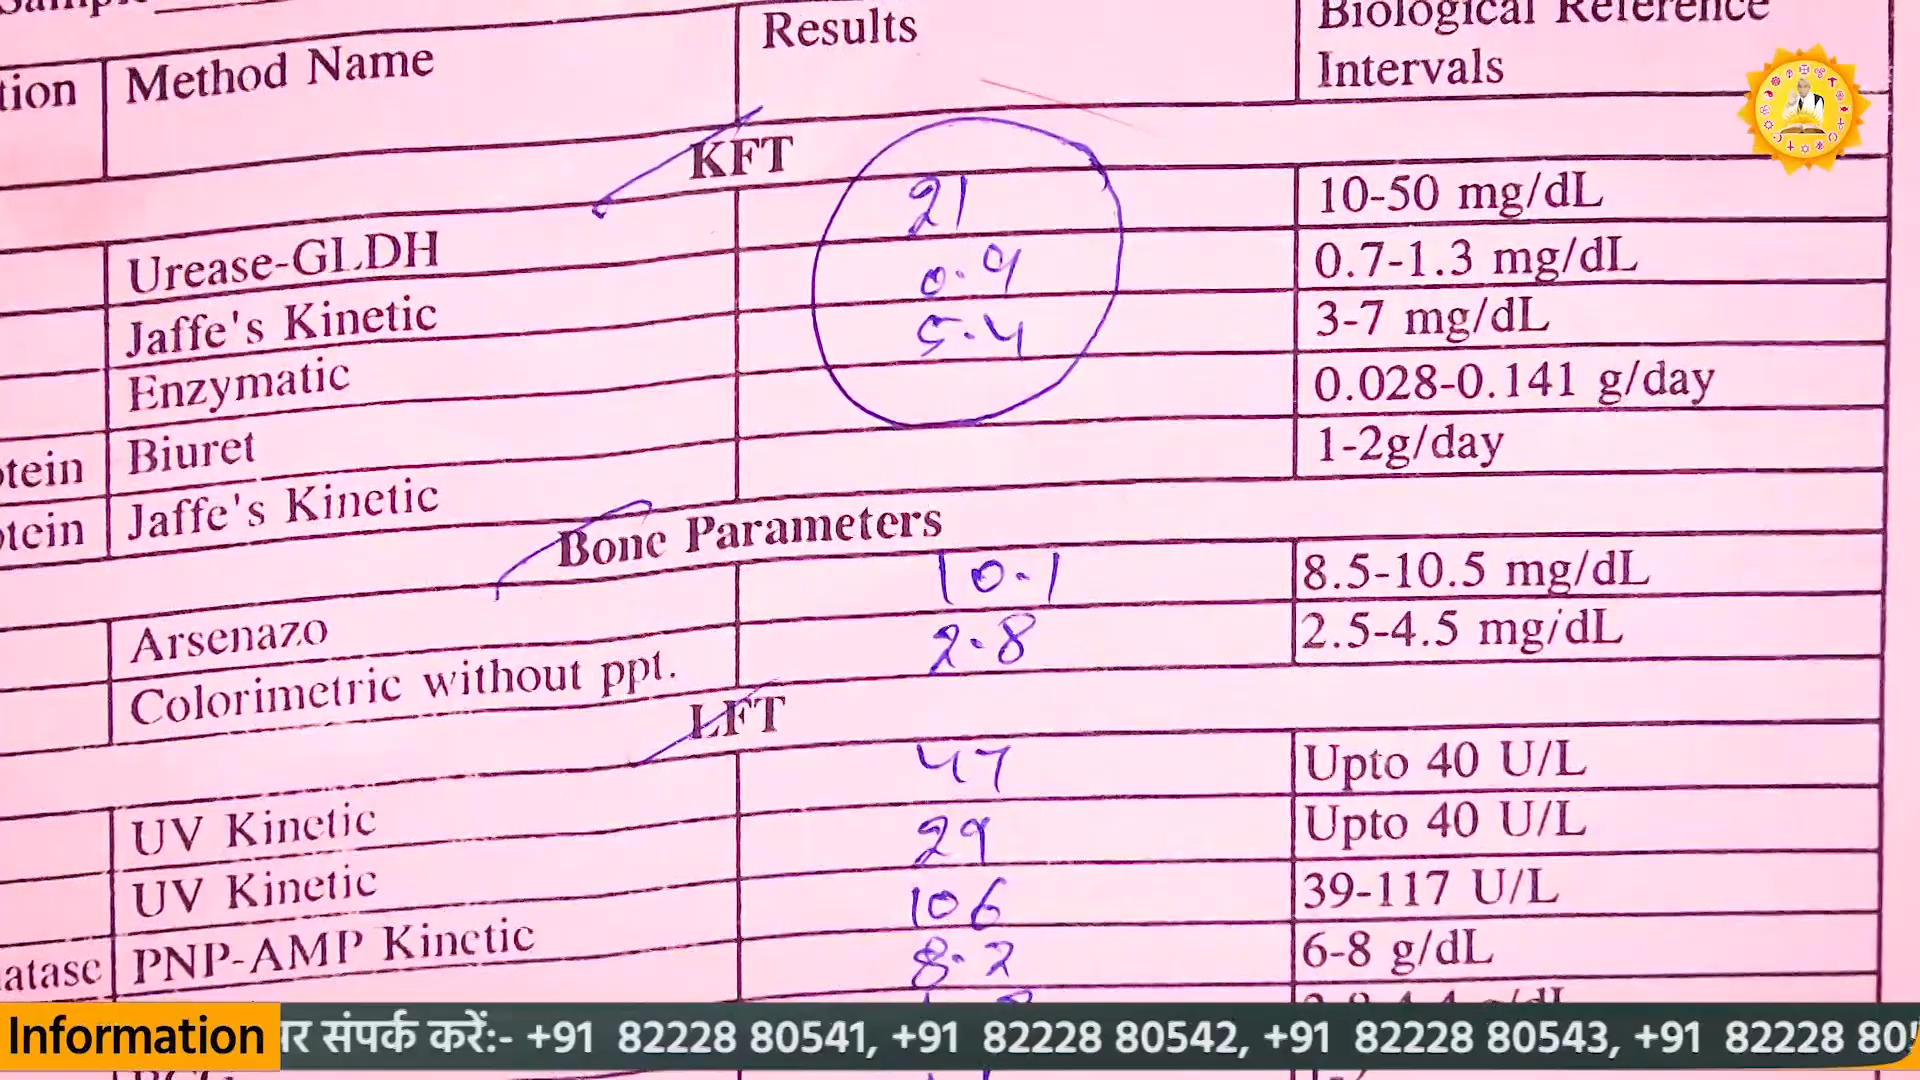 Results
Biological Reference
Intervals
tion Method Name
KFT
Urease-GLDH 21 10-50 mg/dL
Jaffe's Kinetic 0.9 0.7-1.3 mg/dL
Enzymatic 5.4 3-7 mg/dL
otein Biuret 0.028-0.141 g/day
otein Jaffe's Kinetic 1-2g/day
Bone Parameters
Arsenazo 10.1 8.5-10.5 mg/dL
Colorimetric without ppt. 2.8 2.5-4.5 mg/dL
LFT
UV Kinetic 47 Upto 40 U/L
UV Kinetic 29 Upto 40 U/L
atase PNP-AMP Kinetic 106 39-117 U/L
8.2 6-8 g/dL
Information र संपर्क करें:- +91 82228 80541, +91 82228 80542, +91 82228 80543, +91 82228 80